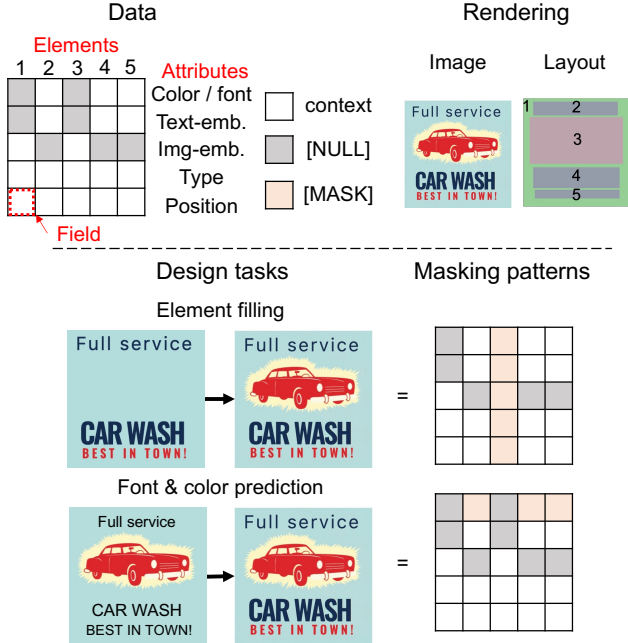 Data
Rendering
Elements
1 2 3 4 5
Attributes
Color / font
Text-emb.
Img-emb.
Type
Position
Field
context
[NULL]
[MASK]
Image
Layout
Full service
CAR WASH
BEST IN TOWN!
1
2
3
4
5
Design tasks
Masking patterns
Element filling
Full service
CAR WASH
BEST IN TOWN!
Full service
CAR WASH
BEST IN TOWN!
=
Font & color prediction
Full service
CAR WASH
BEST IN TOWN!
Full service
CAR WASH
BEST IN TOWN!
=